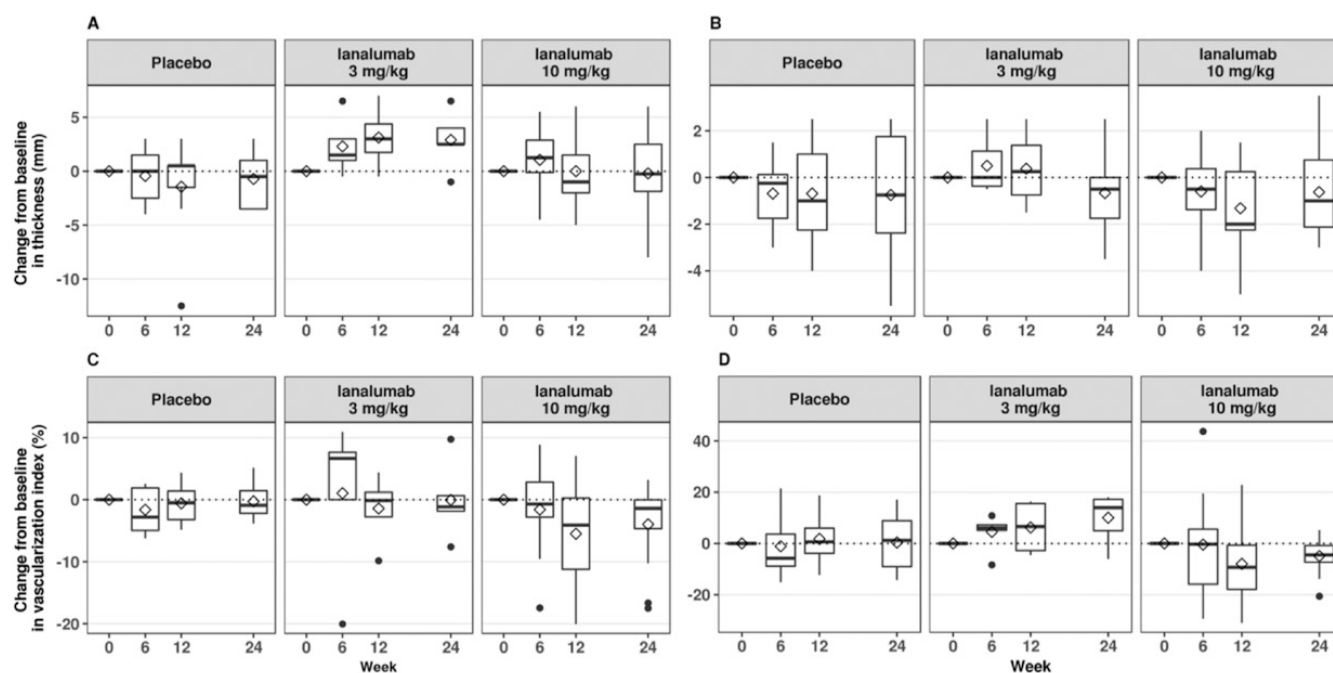 A
Placebo
Ianalumab
3 mg/kg
Ianalumab
10 mg/kg
Change from baseline
in thickness (mm)
5
0
-5
-10
0 6 12 24
0 6 12 24
0 6 12 24
B
Placebo
Ianalumab
3 mg/kg
Ianalumab
10 mg/kg
2
0
-2
-4
0 6 12 24
0 6 12 24
0 6 12 24
C
Placebo
Ianalumab
3 mg/kg
Ianalumab
10 mg/kg
Change from baseline
in vascularization index (%)
10
0
-10
-20
0 6 12 24
0 6 12 24
0 6 12 24
Week
D
Placebo
Ianalumab
3 mg/kg
Ianalumab
10 mg/kg
40
20
0
-20
0 6 12 24
0 6 12 24
0 6 12 24
Week